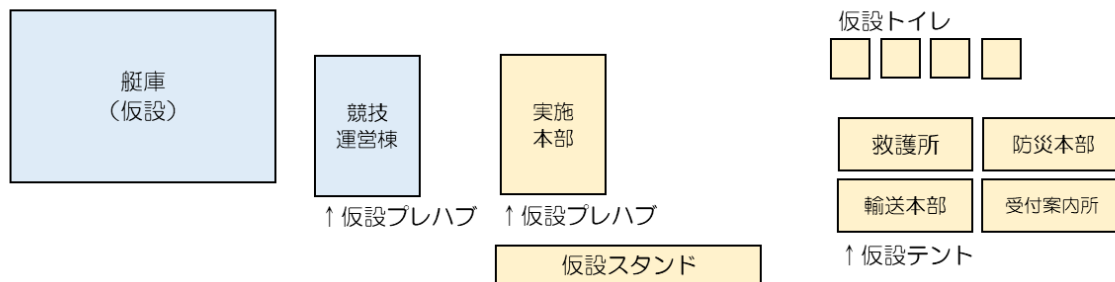 仮設トイレ
艇庫
（仮設）
競技
運営棟
実施
本部
救護所
防災本部
輸送本部
受付案内所
↑仮設プレハブ
↑仮設プレハブ
↑仮設テント
仮設スタンド